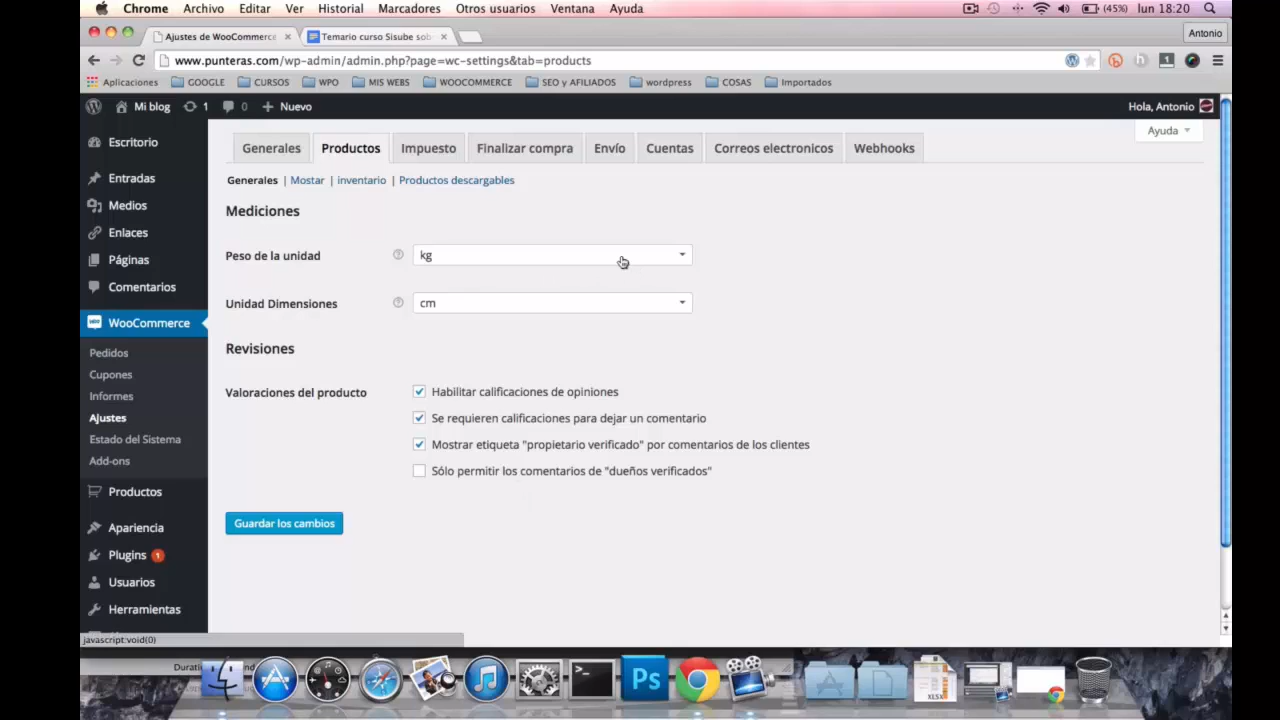 Chrome Archivo Editar Ver Historial Marcadores Otros usuarios Ventana Ayuda (45%) lun 18:20
Ajustes de WooCommerce × Temario curso Sisube sob × Antonio
www.punteras.com/wp-admin/admin.php?page=wc-settings&tab=products
Aplicaciones GOOGLE CURSOS WPO MIS WEBS WOOCOMMERCE SEO y AFILIADOS wordpress COSAS Importados
Mi blog 1 0 + Nuevo Hola, Antonio
Ayuda
Escritorio
Entradas
Medios
Enlaces
Páginas
Comentarios
WooCommerce
Pedidos
Cupones
Informes
Ajustes
Estado del Sistema
Add-ons
Productos
Apariencia
Plugins 1
Usuarios
Herramientas
Generales Productos Impuesto Finalizar compra Envío Cuentas Correos electronicos Webhooks
Generales | Mostar | inventario | Productos descargables
Mediciones
Peso de la unidad ? kg
Unidad Dimensiones ? cm
Revisiones
Valoraciones del producto
Habilitar calificaciones de opiniones
Se requieren calificaciones para dejar un comentario
Mostrar etiqueta "propietario verificado" por comentarios de los clientes
Sólo permitir los comentarios de "dueños verificados"
Guardar los cambios
javascript:void(0)
Ps
XLSX